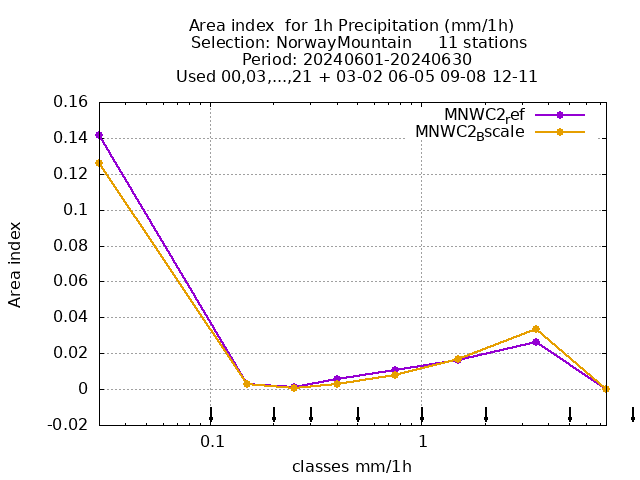 Area index  for 1h Precipitation (mm/1h)
Selection: NorwayMountain     11 stations
Period: 20240601-20240630
Used 00,03,...,21 + 03-02 06-05 09-08 12-11
MNWC2ref
MNWC2Bscale
0.16
0.14
0.12
0.1
0.08
0.06
0.04
0.02
0
-0.02
Area index
0.1
1
classes mm/1h